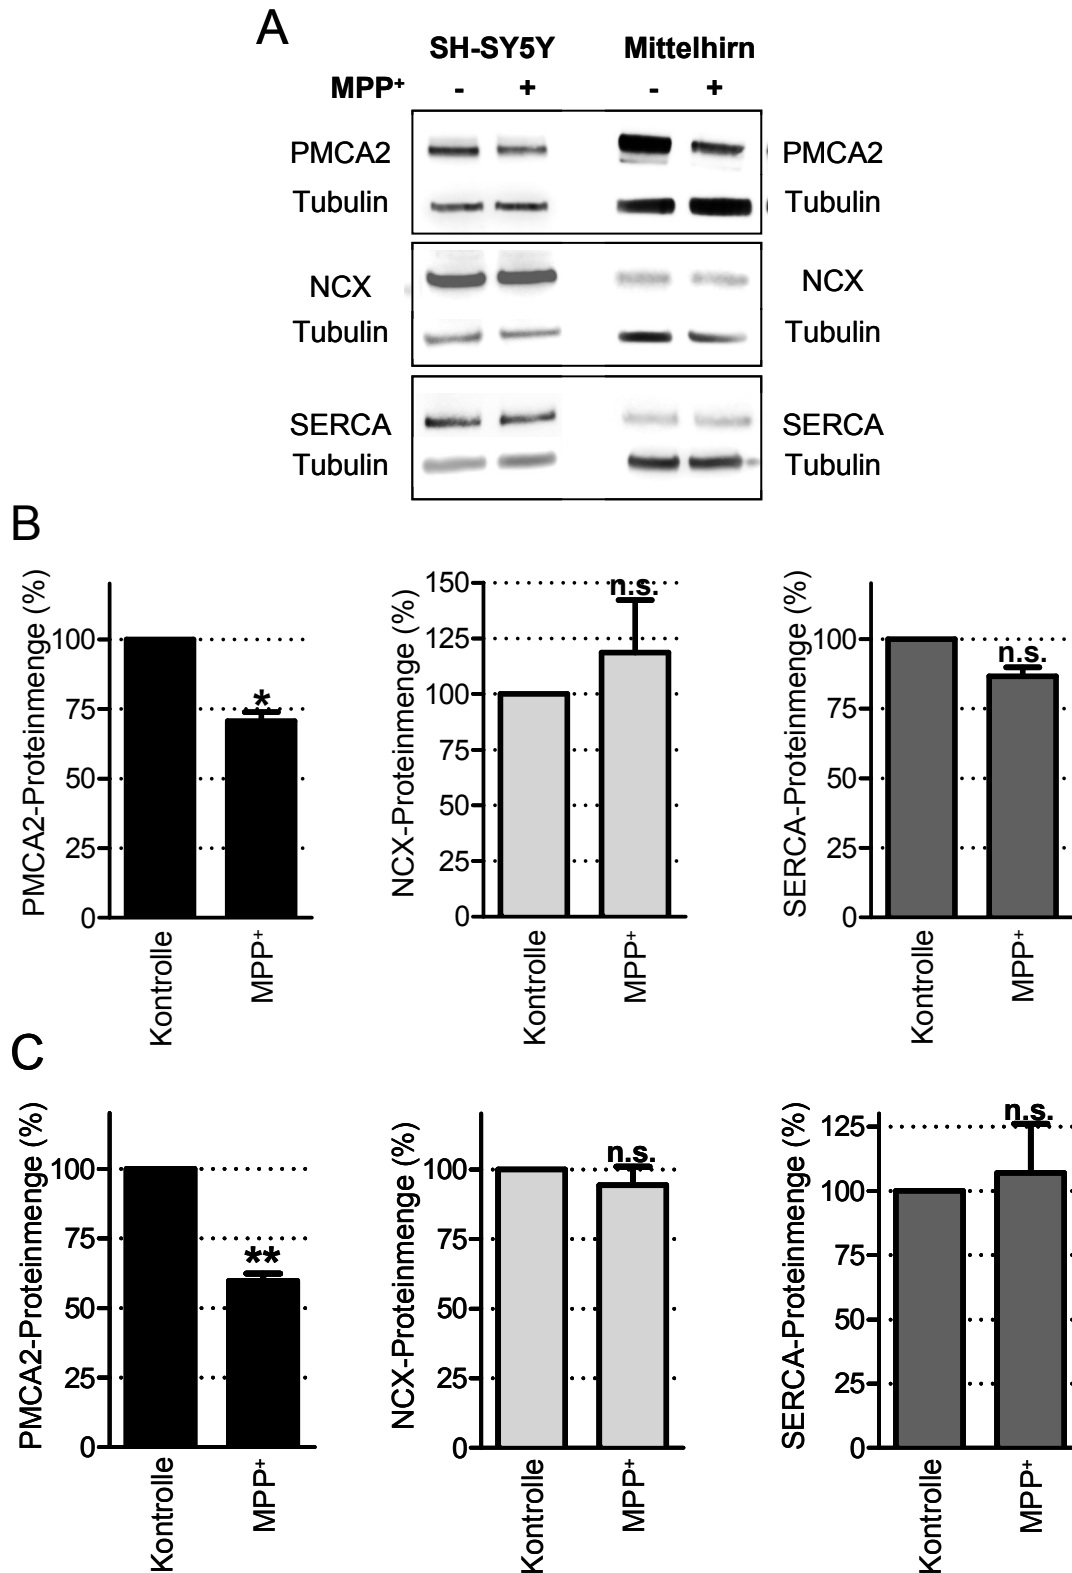 A
SH-SY5Y Mittelhirn
MPP+ - + - +
PMCA2 PMCA2
Tubulin Tubulin
NCX NCX
Tubulin Tubulin
SERCA SERCA
Tubulin Tubulin
B
PMCA2-Proteinmenge (%)
100
75
50
25
0
*
Kontrolle
MPP+
NCX-Proteinmenge (%)
150
125
100
75
50
25
0
n.s.
Kontrolle
MPP+
SERCA-Proteinmenge (%)
100
75
50
25
0
n.s.
Kontrolle
MPP+
C
PMCA2-Proteinmenge (%)
100
75
50
25
0
**
Kontrolle
MPP+
NCX-Proteinmenge (%)
100
75
50
25
0
n.s.
Kontrolle
MPP+
SERCA-Proteinmenge (%)
125
100
75
50
25
0
n.s.
Kontrolle
MPP+